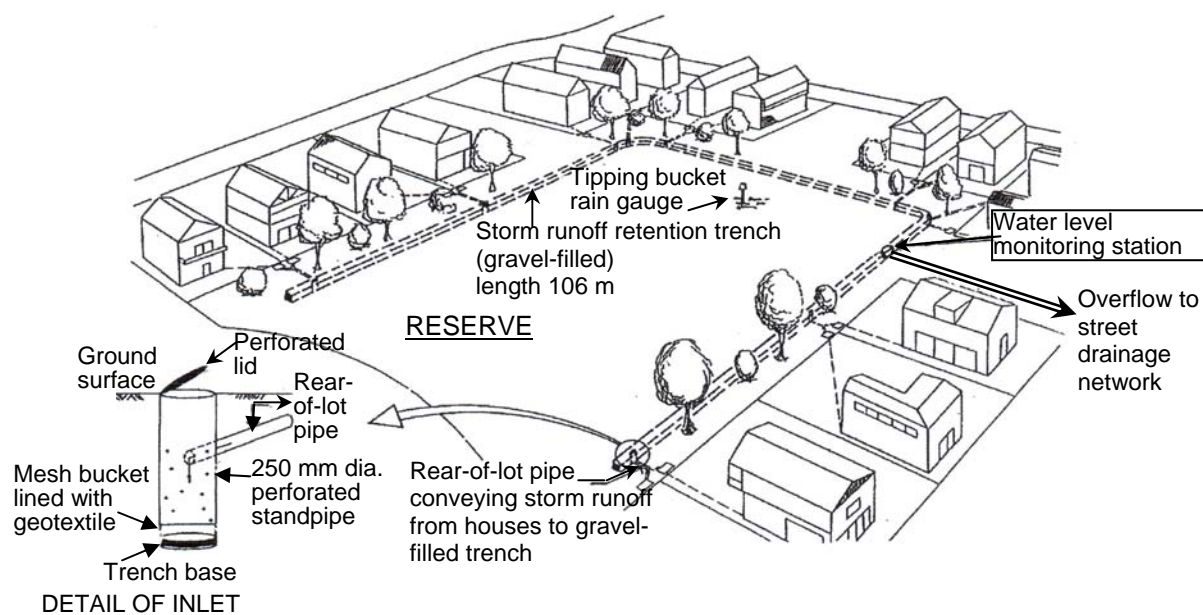 Tipping bucket
rain gauge
Storm runoff retention trench
(gravel-filled)
length 106 m
Water level
monitoring station
Overflow to
street
drainage
network
RESERVE
Perforated
lid
Ground
surface
Rear-
of-lot
pipe
Mesh bucket
lined with
geotextile
250 mm dia.
perforated
standpipe
Rear-of-lot pipe
conveying storm runoff
from houses to gravel-
filled trench
Trench base
DETAIL OF INLET